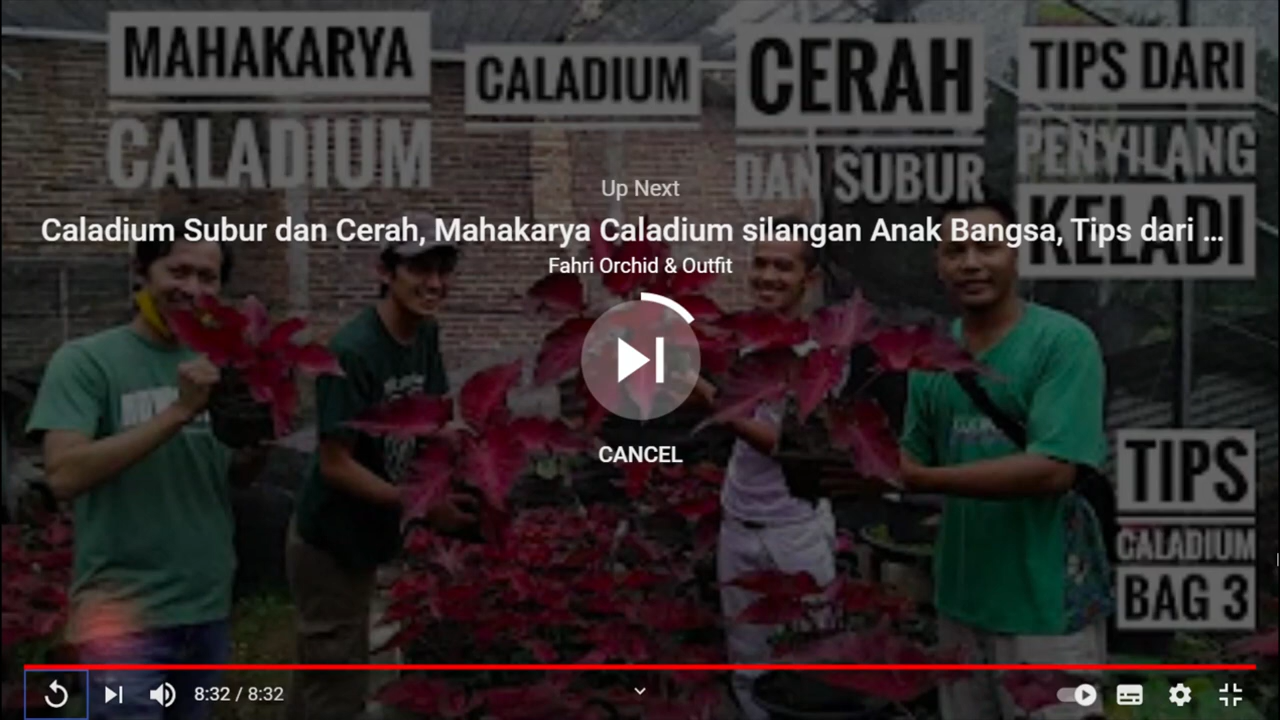 MAHAKARYA
CALADIUM
CALADIUM
CERAH
DAN SUBUR
TIPS DARI
PENYILANG
KELADI
Up Next
Caladium Subur dan Cerah, Mahakarya Caladium silangan Anak Bangsa, Tips dari ...
Fahri Orchid & Outfit
CANCEL
TIPS
CALADIUM
BAG 3
8:32 / 8:32